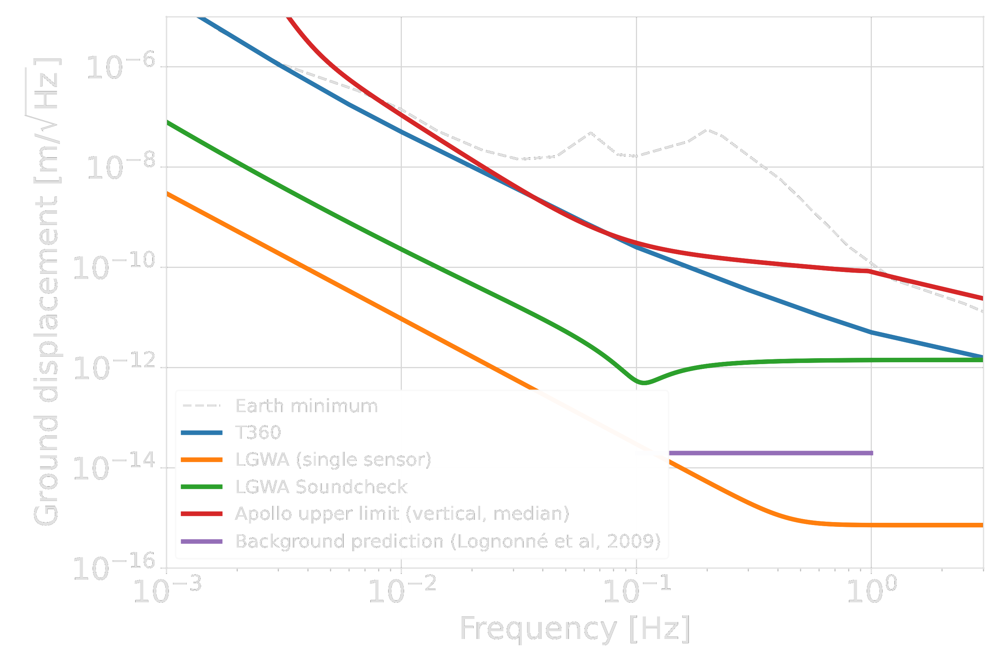 Ground displacement [m/√Hz]
10⁻⁶
10⁻⁸
10⁻¹⁰
10⁻¹²
10⁻¹⁴
10⁻¹⁶
Earth minimum
T360
LGWA (single sensor)
LGWA Soundcheck
Apollo upper limit (vertical, median)
Background prediction (Lognonné et al, 2009)
10⁻³ 10⁻² 10⁻¹ 10⁰
Frequency [Hz]